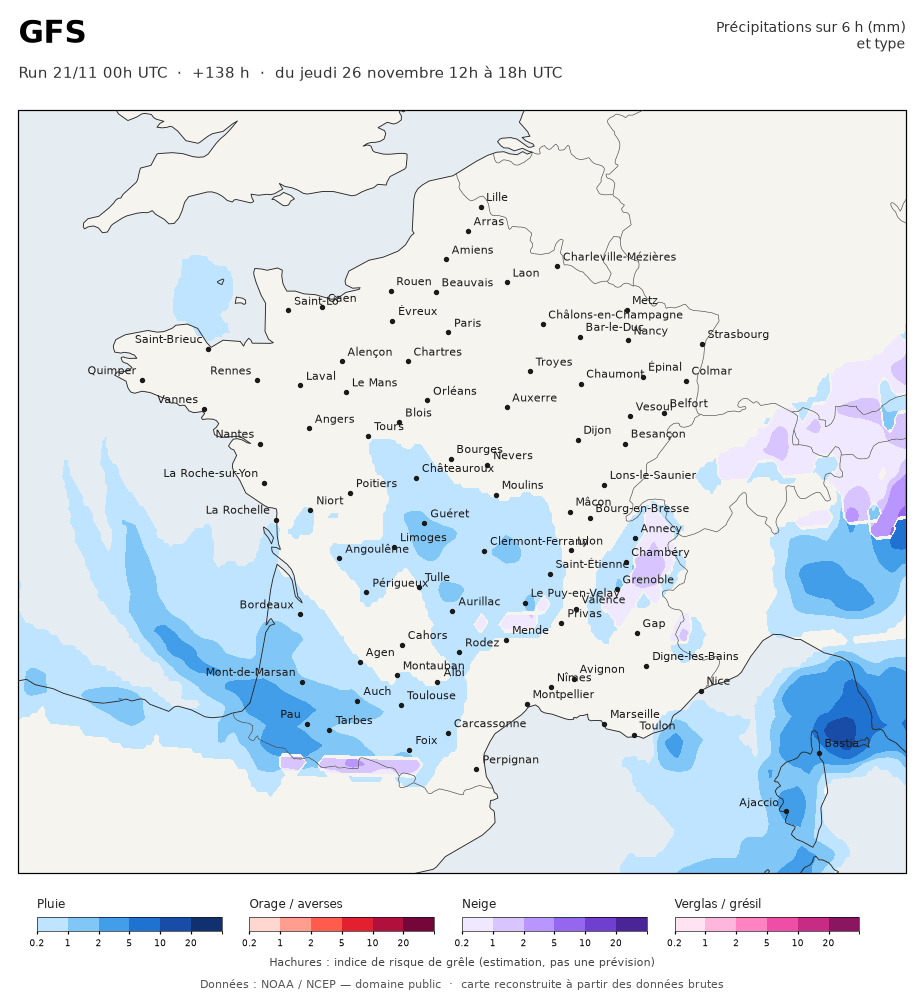 GFS
Précipitations sur 6 h (mm)
et type
Run 21/11 00h UTC · +138 h · du jeudi 26 novembre 12h à 18h UTC
Lille
Arras
Amiens
Charleville-Mézières
Laon
Rouen
Beauvais
Saint-Lô
Caen
Metz
Châlons-en-Champagne
Évreux
Paris
Bar-le-Duc
Nancy
Strasbourg
Saint-Brieuc
Alençon
Chartres
Troyes
Épinal
Quimper
Rennes
Laval
Le Mans
Chaumont
Colmar
Vannes
Orléans
Auxerre
Vesoul
Belfort
Blois
Angers
Tours
Nantes
Dijon
Besançon
Bourges
Nevers
La Roche-sur-Yon
Châteauroux
Lons-le-Saunier
Poitiers
Moulins
Niort
La Rochelle
Mâcon
Bourg-en-Bresse
Guéret
Annecy
Limoges
Clermont-Ferrand
Lyon
Angoulême
Chambéry
Saint-Étienne
Périgueux
Tulle
Grenoble
Le Puy-en-Velay
Valence
Bordeaux
Aurillac
Privas
Mende
Gap
Cahors
Rodez
Agen
Digne-les-Bains
Mont-de-Marsan
Montauban
Albi
Avignon
Nîmes
Nice
Auch
Toulouse
Montpellier
Pau
Tarbes
Marseille
Carcassonne
Toulon
Foix
Bastia
Perpignan
Ajaccio
Pluie
Orage / averses
Neige
Verglas / grésil
0.2 1 2 5 10 20
0.2 1 2 5 10 20
0.2 1 2 5 10 20
0.2 1 2 5 10 20
Hachures : indice de risque de grêle (estimation, pas une prévision)
Données : NOAA / NCEP — domaine public · carte reconstruite à partir des données brutes